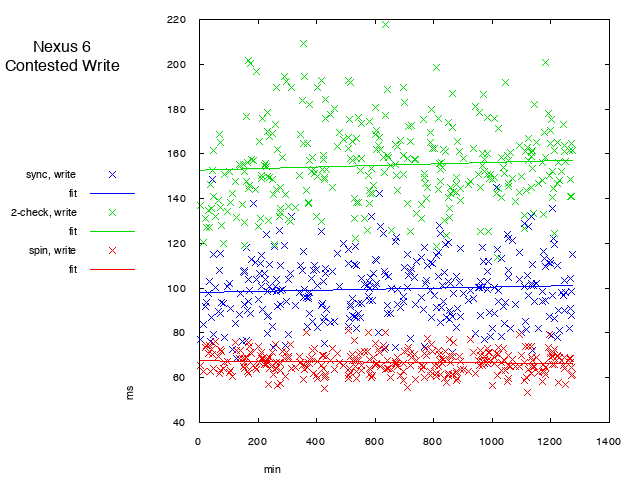 Nexus 6
Contested Write
sync, write
fit
2-check, write
fit
spin, write
fit
220
200
180
160
140
120
100
80
60
40
0 200 400 600 800 1000 1200 1400
ms
min